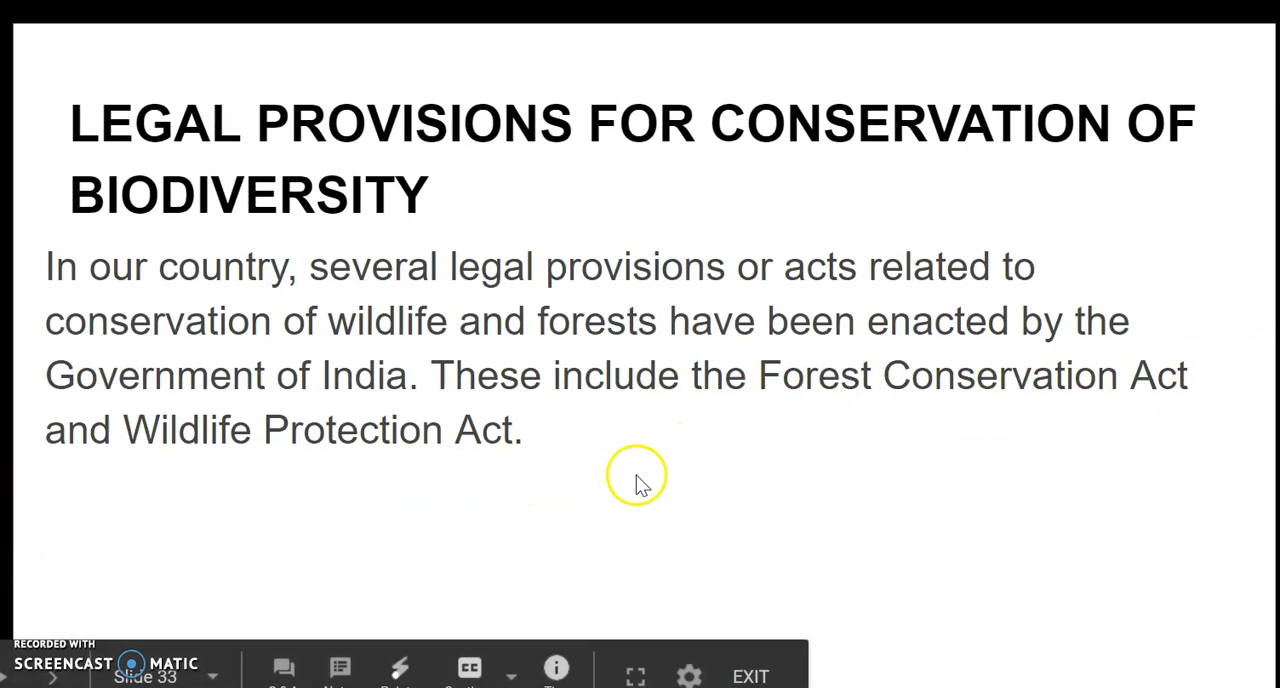 LEGAL PROVISIONS FOR CONSERVATION OF
BIODIVERSITY
In our country, several legal provisions or acts related to
conservation of wildlife and forests have been enacted by the
Government of India. These include the Forest Conservation Act
and Wildlife Protection Act.
RECORDED WITH
SCREENCAST MATIC
Slide 33
CC
EXIT